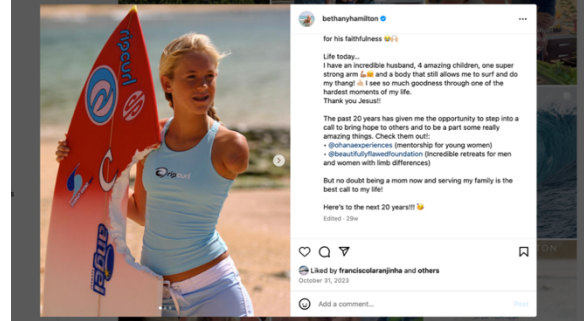 bethanyhamilton
for his faithfulness
Life today...
I have an incredible husband, 4 amazing children, one super
strong arm 💪🤗 and a body that still allows me to surf and do
my thang! 🤙🏼 I see so much goodness through one of the
hardest moments of my life.
Thank you Jesus!!
The past 20 years has given me the opportunity to step into a
call to bring hope to others and to be a part some really
amazing things. Check them out!:
• @ohanaexperiences (mentorship for young women)
• @beautifullyflawedfoundation (Incredible retreats for men
and women with limb differences)
But no doubt being a mom now and serving my family is the
best call to my life!
Here's to the next 20 years!!!
Edited · 29w
Liked by franciscolaranjinha and others
October 31, 2023
Add a comment...
Post
ripcurl
rip curl
angel